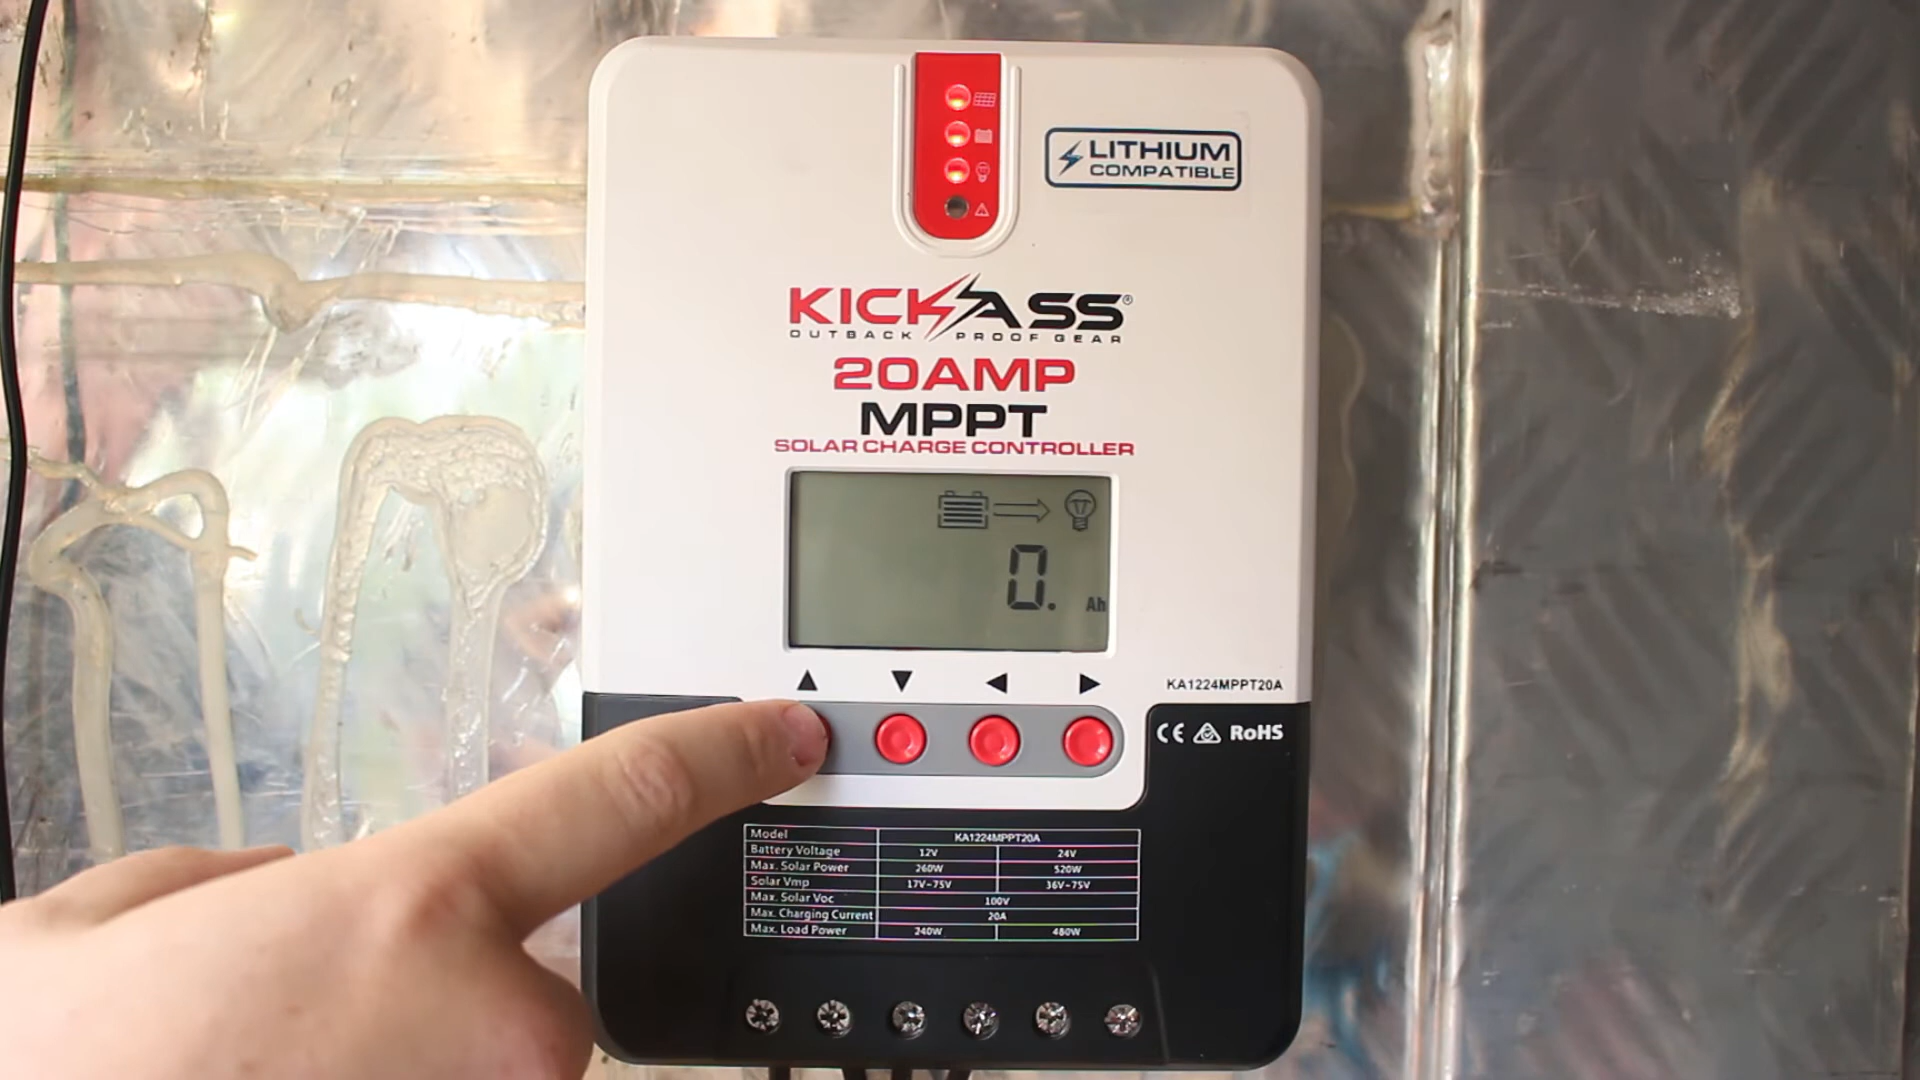 LITHIUM
COMPATIBLE
KICKASS®
OUTBACK PROOF GEAR
20AMP
MPPT
SOLAR CHARGE CONTROLLER
0. Ah
▲ ▼ ◀ ▶
KA1224MPPT20A
CE RoHS
Model KA1224MPPT20A
Battery Voltage 12V 24V
Max. Solar Power 260W 520W
Solar Vmp 17V-75V 36V-75V
Max. Solar Voc 100V
Max. Charging Current 20A
Max. Load Power 240W 480W